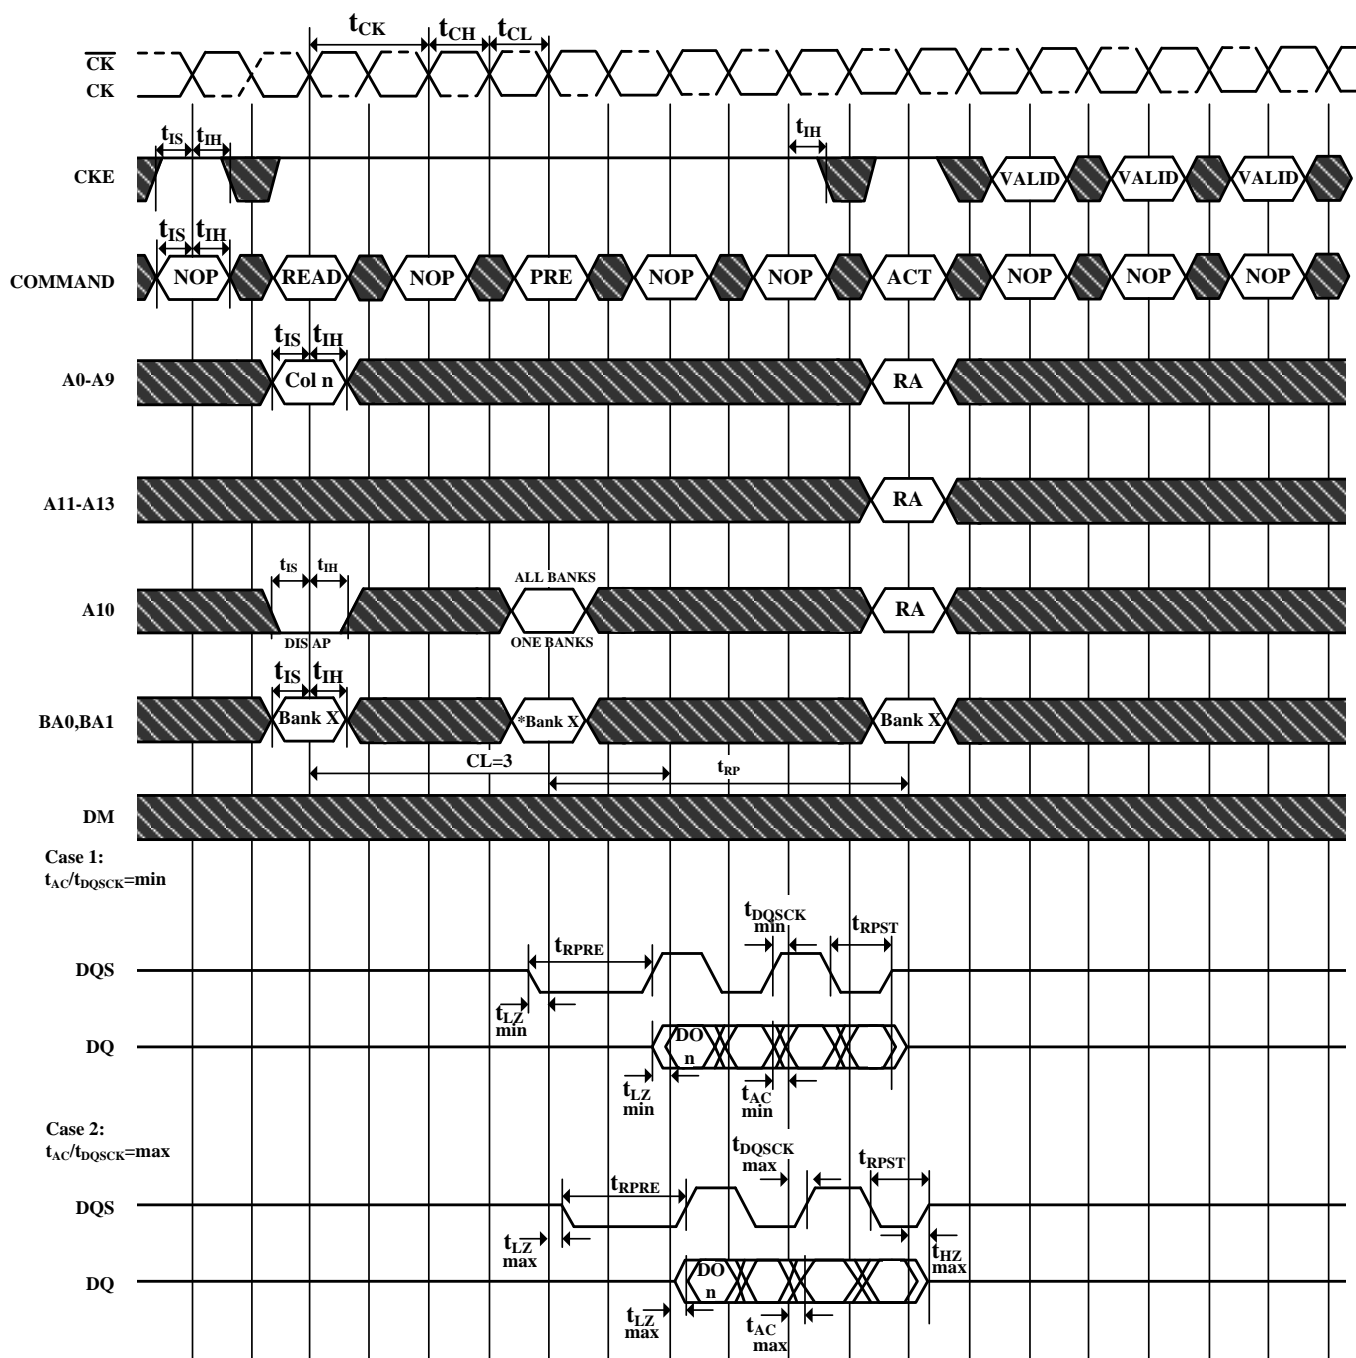 tCK tCH tCL
CK
CK
tIS tIH tIH
CKE VALID VALID VALID
tIS tIH
COMMAND NOP READ NOP PRE NOP NOP ACT NOP NOP NOP
tIS tIH
A0-A9 Col n RA
A11-A13 RA
tIS tIH ALL BANKS
A10 RA
DIS AP ONE BANKS
tIS tIH
BA0,BA1 Bank X *Bank X Bank X
CL=3 tRP
DM
Case 1:
tAC/tDQSCK=min
tDQSCK
min
tRPST
tRPRE
DQS
tLZ
min
DQ DO
n
tLZ
min
tAC
min
Case 2:
tAC/tDQSCK=max
tDQSCK
max
tRPST
tRPRE
DQS
tLZ
max
tHZ
max
DQ DO
n
tLZ
max
tAC
max